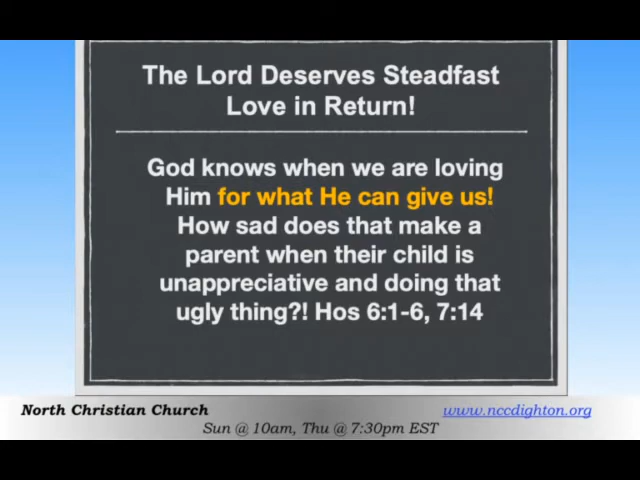 The Lord Deserves Steadfast
Love in Return!
God knows when we are loving
Him for what He can give us!
How sad does that make a
parent when their child is
unappreciative and doing that
ugly thing?! Hos 6:1-6, 7:14
North Christian Church
www.nccdighton.org
Sun @ 10am, Thu @ 7:30pm EST